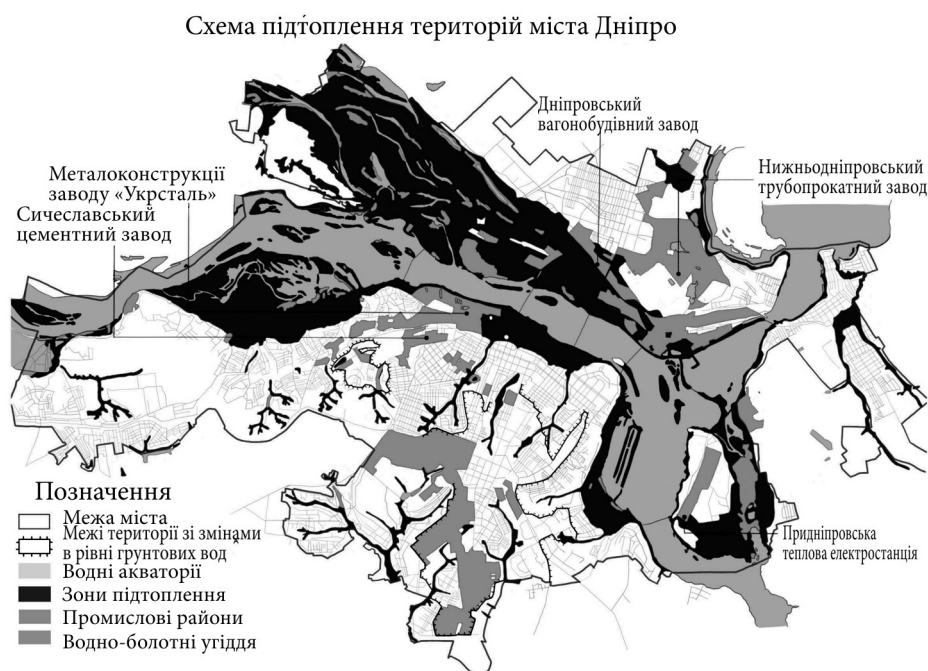 Схема підтоплення територій міста Дніпро
Дніпровський
вагонобудівний завод
Нижньодніпровський
трубопрокатний завод
Металоконструкції
заводу «Укрсталь»
Сичеславський
цементний завод
Придніпровська
теплова електростанція
Позначення
Межа міста
Межі території зі змінами
в рівні грунтових вод
Водні акваторії
Зони підтоплення
Промислові райони
Водно-болотні угіддя